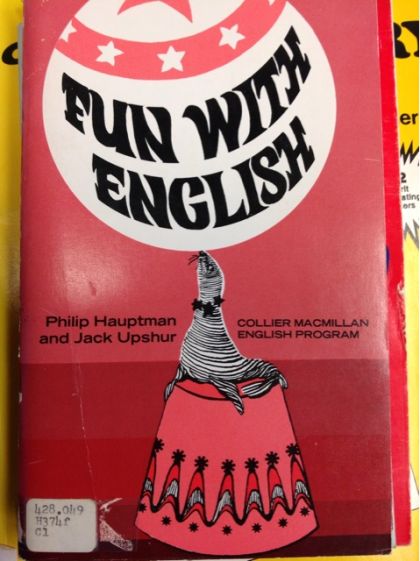 FUN WITH
ENGLISH
Philip Hauptman
and Jack Upshur
COLLIER MACMILLAN
ENGLISH PROGRAM
428.049
H374f
C1